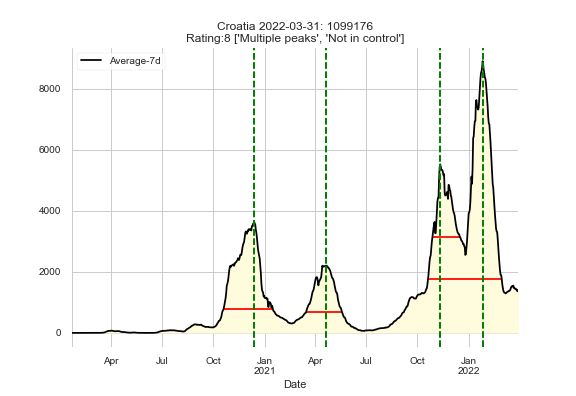 Croatia 2022-03-31: 1099176
Rating:8 ['Multiple peaks', 'Not in control']
Average-7d
8000
6000
4000
2000
0
Apr Jul Oct Jan Apr Jul Oct Jan
2021 2022
Date